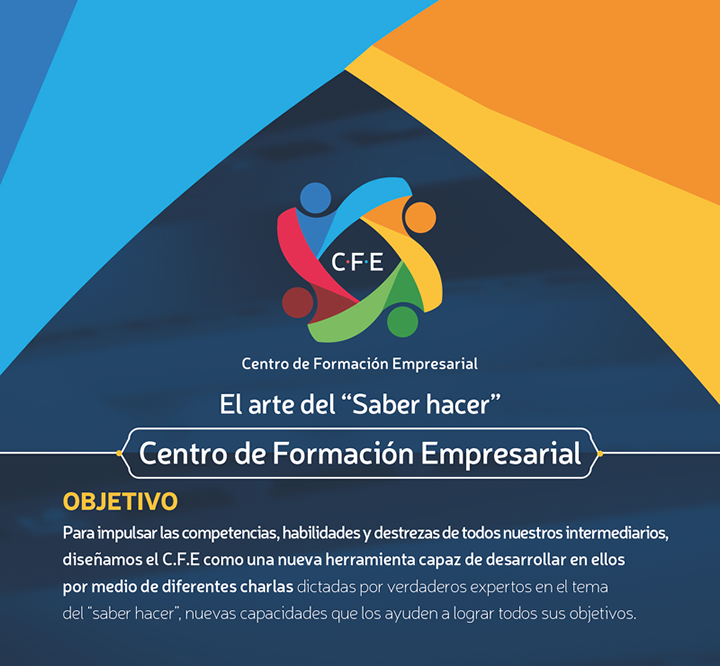 C·F·E
Centro de Formación Empresarial
El arte del “Saber hacer”
Centro de Formación Empresarial
OBJETIVO
Para impulsar las competencias, habilidades y destrezas de todos nuestros intermediarios,
diseñamos el C.F.E como una nueva herramienta capaz de desarrollar en ellos
por medio de diferentes charlas dictadas por verdaderos expertos en el tema
del “saber hacer”, nuevas capacidades que los ayuden a lograr todos sus objetivos.